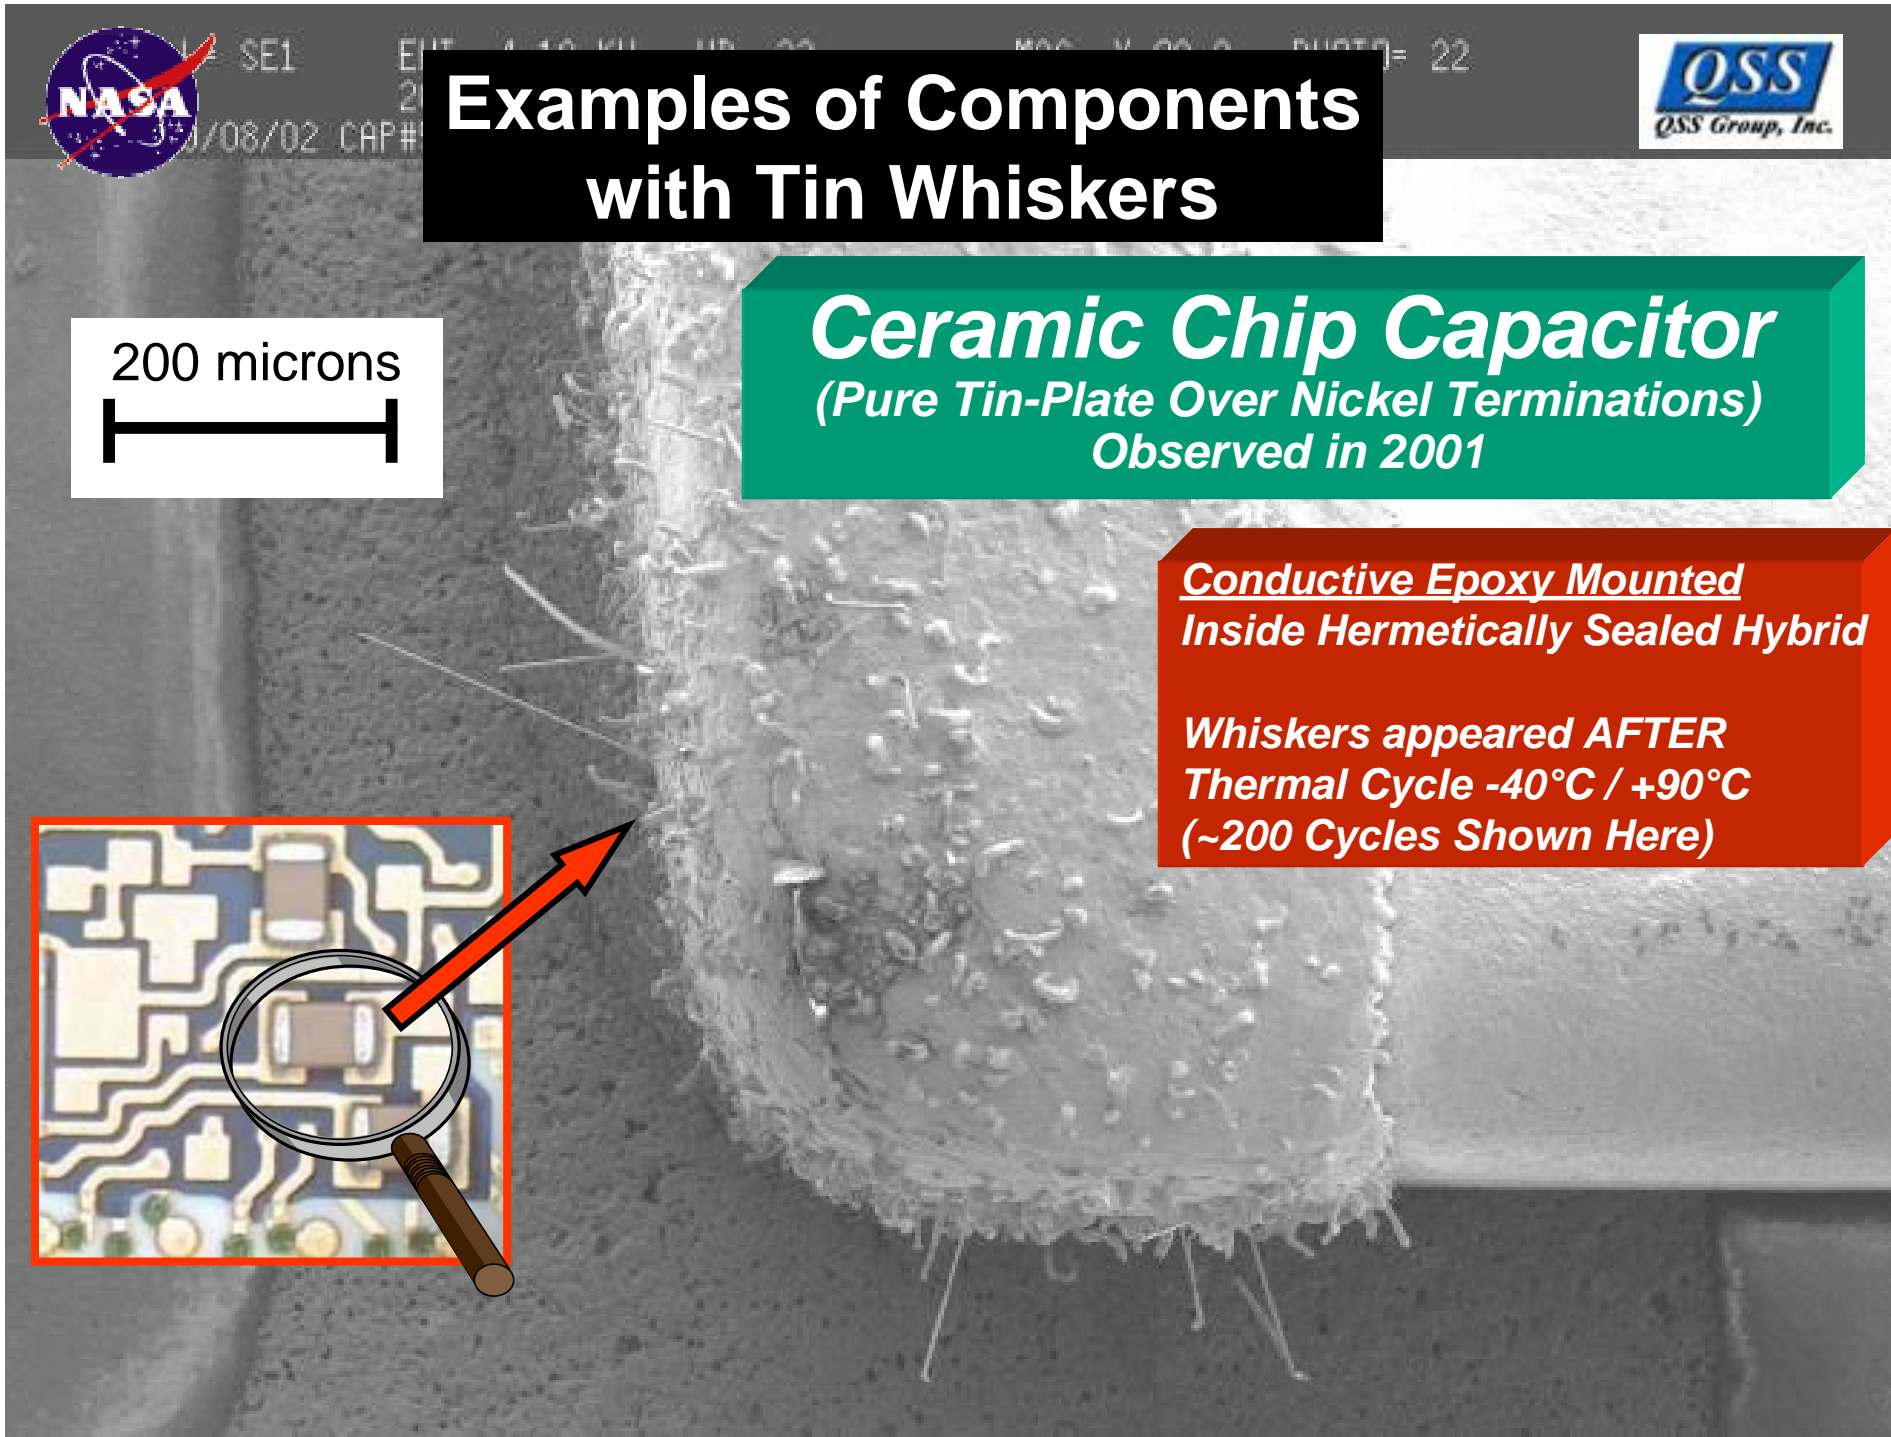 SE1
= 22
/08/02 CAP#
NASA
Examples of Components
with Tin Whiskers
QSS
QSS Group, Inc.
200 microns
Ceramic Chip Capacitor
(Pure Tin-Plate Over Nickel Terminations)
Observed in 2001
Conductive Epoxy Mounted
Inside Hermetically Sealed Hybrid
Whiskers appeared AFTER
Thermal Cycle -40°C / +90°C
(~200 Cycles Shown Here)